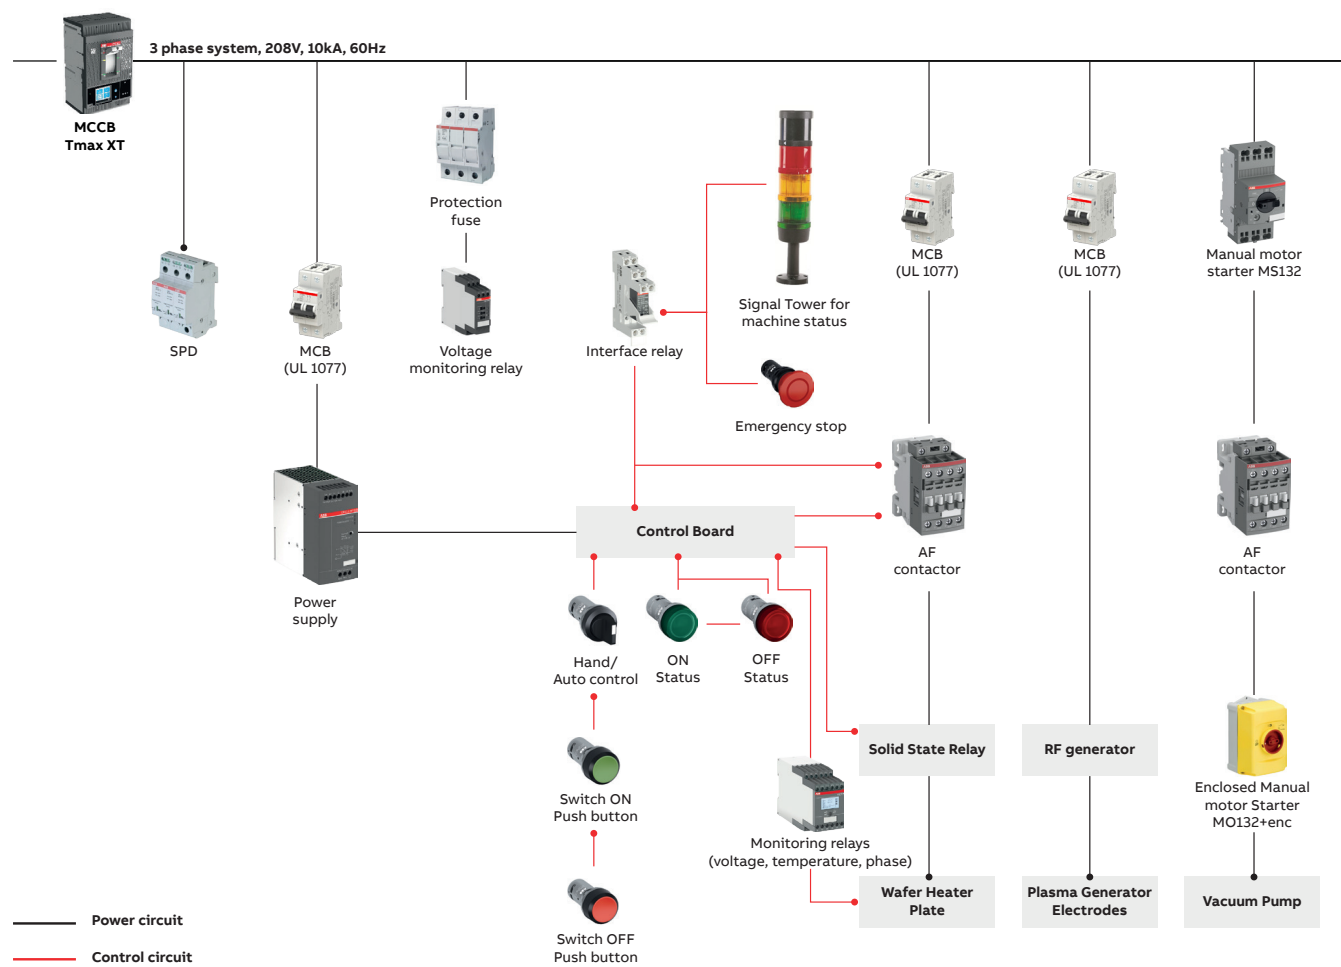 3 phase system, 208V, 10kA, 60Hz
MCCB
Tmax XT
Protection
fuse
SPD
MCB
(UL 1077)
Voltage
monitoring relay
Interface relay
Signal Tower for
machine status
Emergency stop
MCB
(UL 1077)
MCB
(UL 1077)
Manual motor
starter MS132
Power
supply
Control Board
AF
contactor
AF
contactor
Hand/
Auto control
ON
Status
OFF
Status
Switch ON
Push button
Switch OFF
Push button
Monitoring relays
(voltage, temperature, phase)
Solid State Relay
RF generator
Enclosed Manual
motor Starter
MO132+enc
Wafer Heater
Plate
Plasma Generator
Electrodes
Vacuum Pump
Power circuit
Control circuit